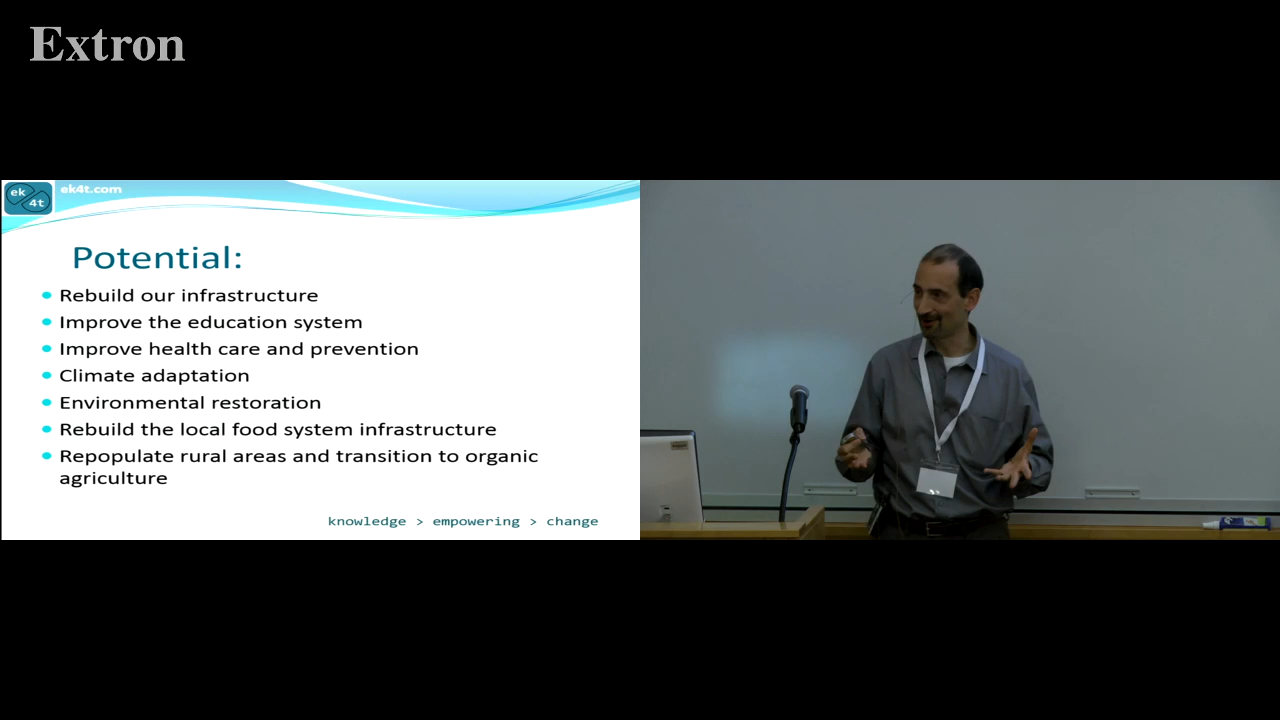 Extron
ek
4t
ek4t.com
Potential:
Rebuild our infrastructure
Improve the education system
Improve health care and prevention
Climate adaptation
Environmental restoration
Rebuild the local food system infrastructure
Repopulate rural areas and transition to organic
agriculture
knowledge > empowering > change